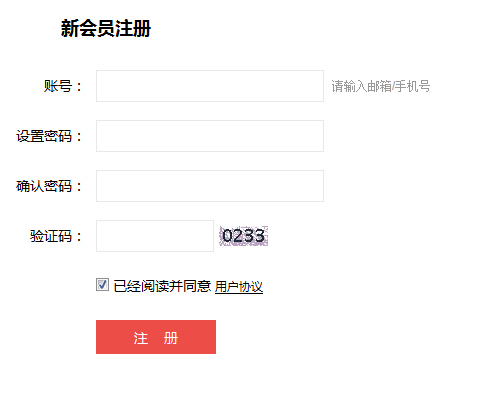 新会员注册
账号： 请输入邮箱/手机号
设置密码：
确认密码：
验证码： 0233
已经阅读并同意 用户协议
注 册